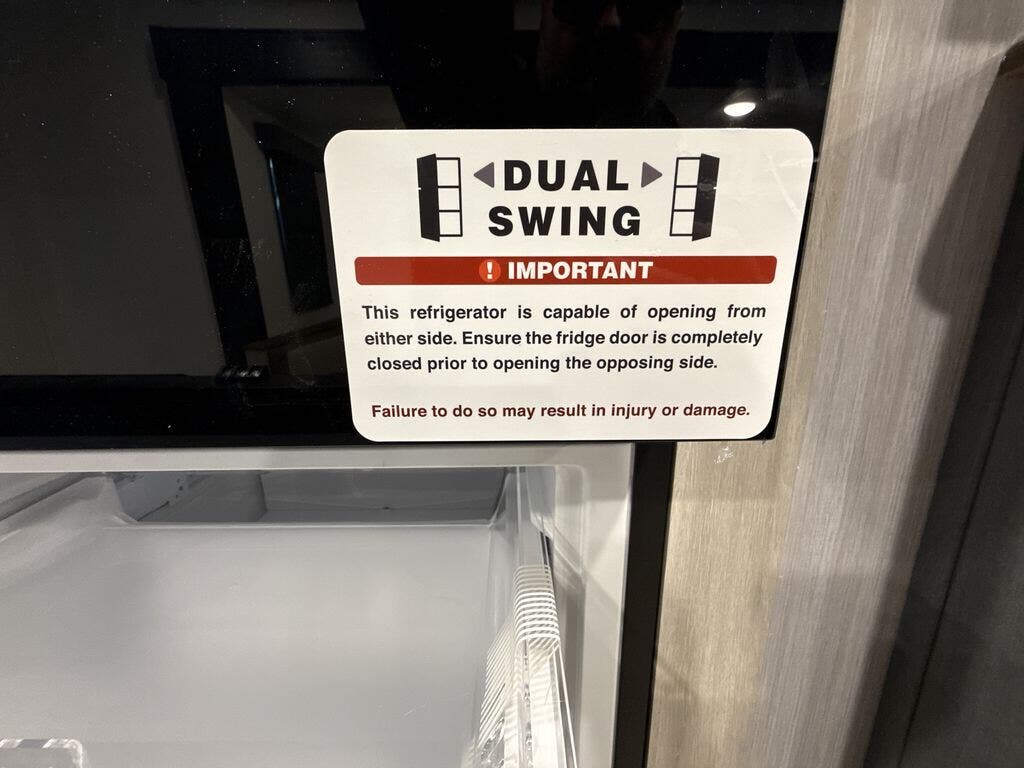 DUAL
SWING
! IMPORTANT
This refrigerator is capable of opening from
either side. Ensure the fridge door is completely
closed prior to opening the opposing side.
Failure to do so may result in injury or damage.